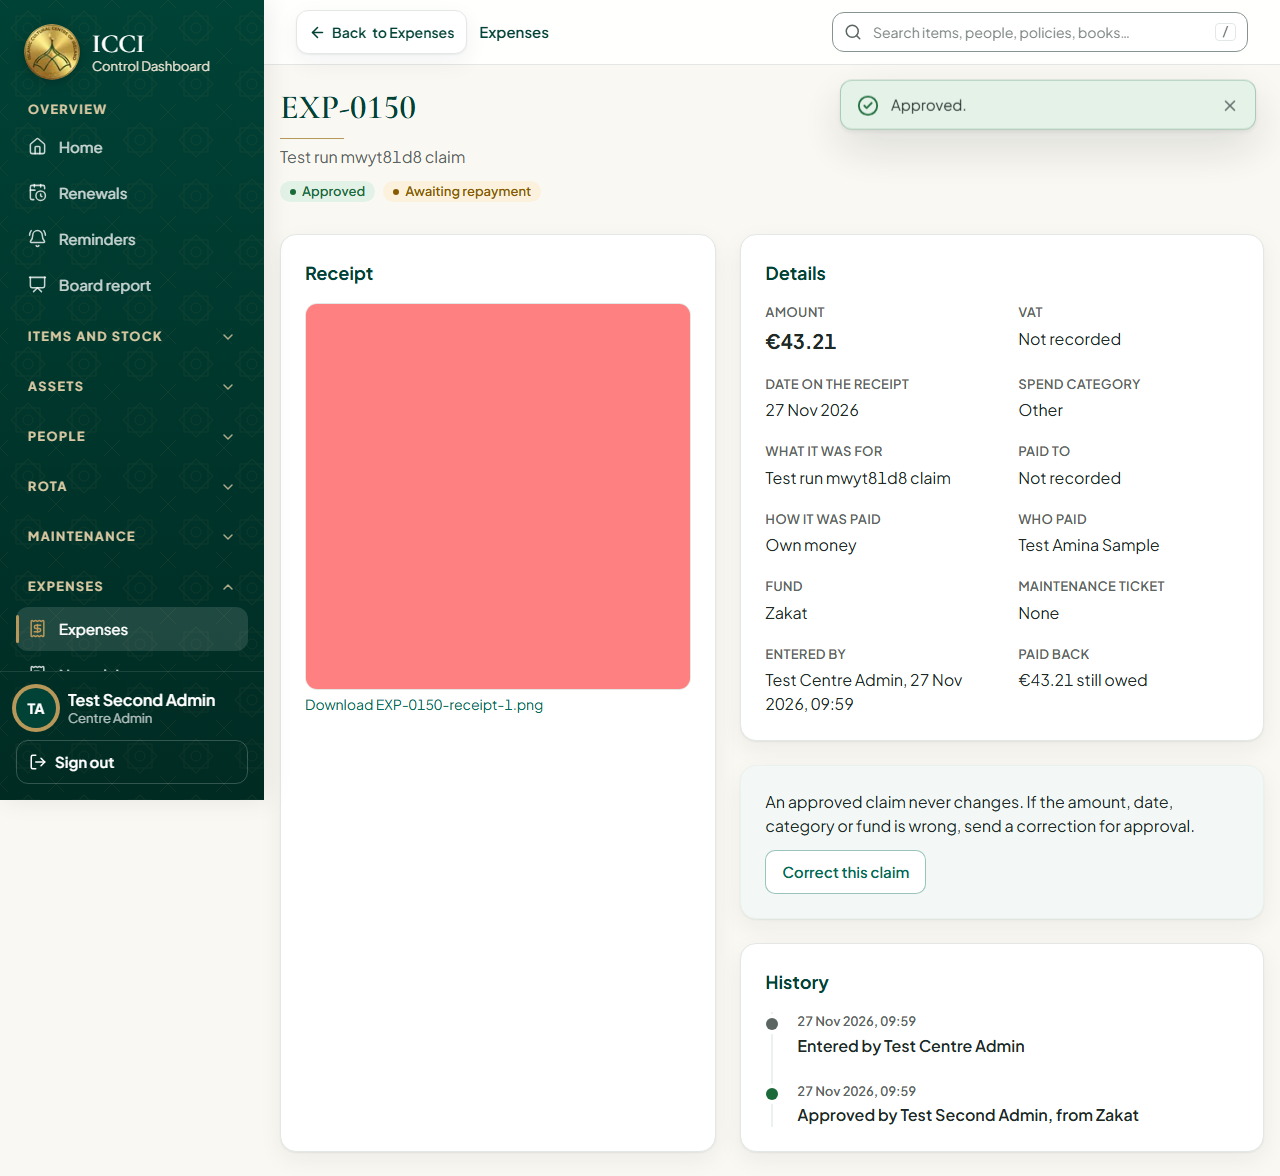 ICCI
Control Dashboard
OVERVIEW
Home
Renewals
Reminders
Board report
ITEMS AND STOCK
ASSETS
PEOPLE
ROTA
MAINTENANCE
EXPENSES
Expenses
TA
Test Second Admin
Centre Admin
Sign out
Back to Expenses
Expenses
Search items, people, policies, books…
/
EXP-0150
Approved.
Test run mwyt81d8 claim
Approved
Awaiting repayment
Receipt
Download EXP-0150-receipt-1.png
Details
AMOUNT
€43.21
VAT
Not recorded
DATE ON THE RECEIPT
27 Nov 2026
SPEND CATEGORY
Other
WHAT IT WAS FOR
Test run mwyt81d8 claim
PAID TO
Not recorded
HOW IT WAS PAID
Own money
WHO PAID
Test Amina Sample
FUND
Zakat
MAINTENANCE TICKET
None
ENTERED BY
Test Centre Admin, 27 Nov
2026, 09:59
PAID BACK
€43.21 still owed
An approved claim never changes. If the amount, date,
category or fund is wrong, send a correction for approval.
Correct this claim
History
27 Nov 2026, 09:59
Entered by Test Centre Admin
27 Nov 2026, 09:59
Approved by Test Second Admin, from Zakat